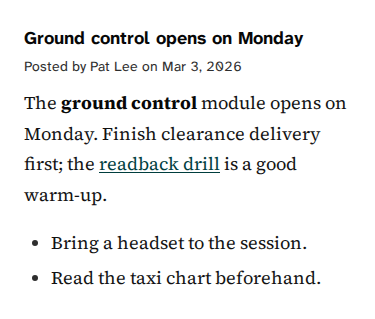 Ground control opens on Monday
Posted by Pat Lee on Mar 3, 2026
The ground control module opens on
Monday. Finish clearance delivery
first; the readback drill is a good
warm-up.
• Bring a headset to the session.
• Read the taxi chart beforehand.